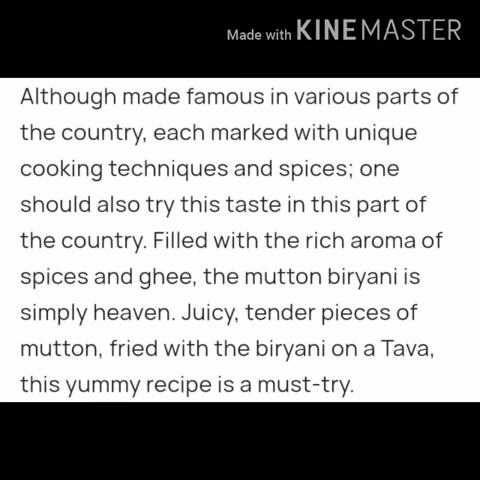 Made with KINEMASTER
Although made famous in various parts of
the country, each marked with unique
cooking techniques and spices; one
should also try this taste in this part of
the country. Filled with the rich aroma of
spices and ghee, the mutton biryani is
simply heaven. Juicy, tender pieces of
mutton, fried with the biryani on a Tava,
this yummy recipe is a must-try.